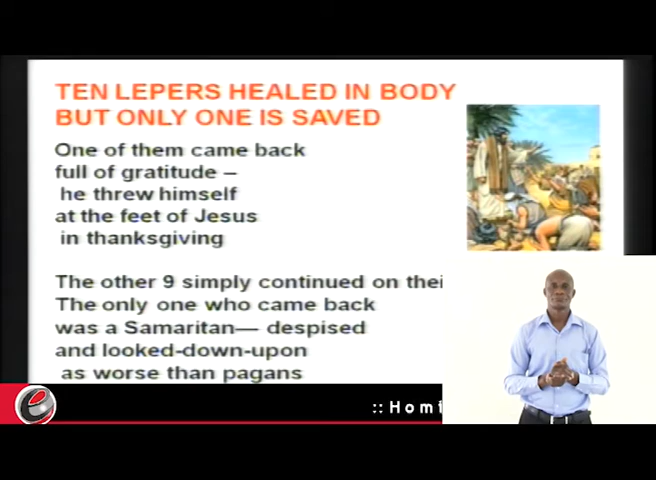 TEN LEPERS HEALED IN BODY
BUT ONLY ONE IS SAVED
One of them came back
full of gratitude –
he threw himself
at the feet of Jesus
in thanksgiving
The other 9 simply continued on
The only one who came back
was a Samaritan— despised
and looked-down-upon
as worse than pagans
e